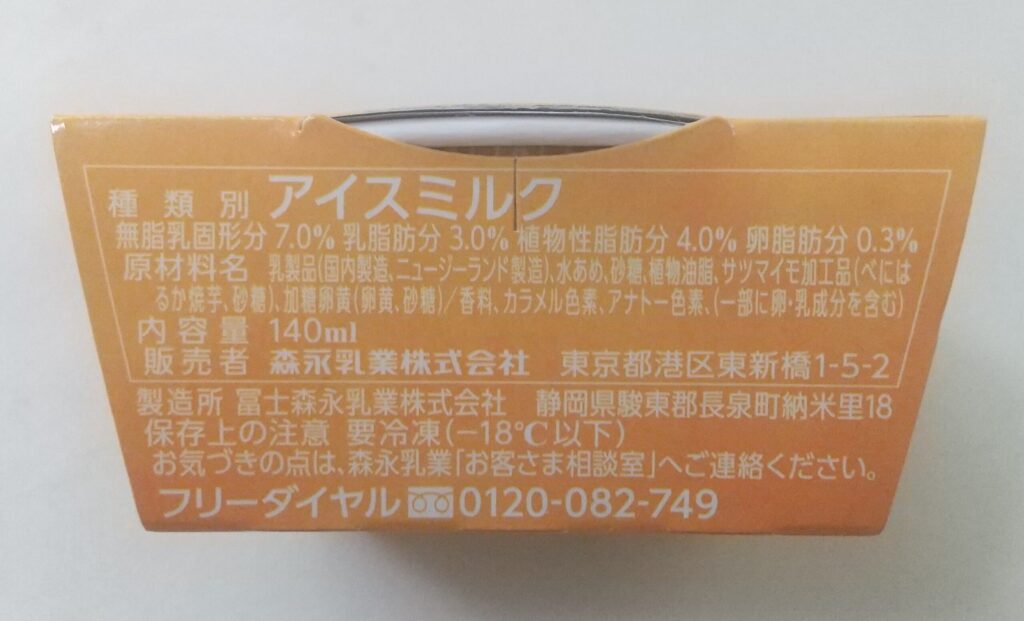 種類別 アイスミルク
無脂乳固形分 7.0% 乳脂肪分 3.0% 植物性脂肪分 4.0% 卵脂肪分 0.3%
原材料名 乳製品(国内製造、ニュージーランド製造)、水あめ、砂糖、植物油脂、サツマイモ加工品(べには
るか焼芋、砂糖)、加糖卵黄(卵黄、砂糖)/香料、カラメル色素、アナトー色素、(一部に卵・乳成分を含む)
内容量 140ml
販売者 森永乳業株式会社 東京都港区東新橋1-5-2
製造所 冨士森永乳業株式会社 静岡県駿東郡長泉町納米里18
保存上の注意 要冷凍(−18℃以下)
お気づきの点は、森永乳業「お客さま相談室」へご連絡ください。
フリーダイヤル 0120-082-749